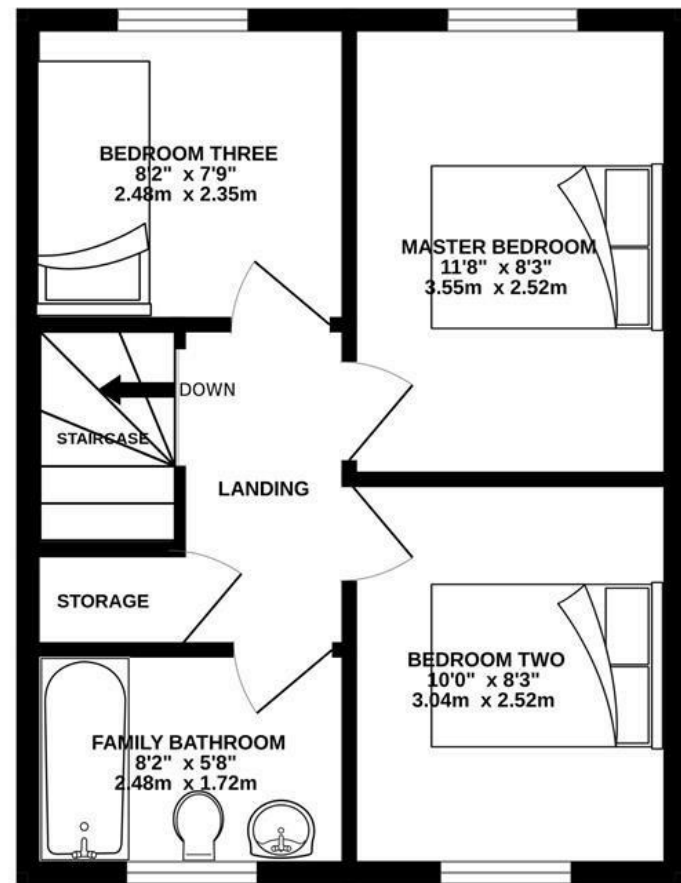 BEDROOM THREE
8'2" x 7'9"
2.48m x 2.35m
MASTER BEDROOM
11'8" x 8'3"
3.55m x 2.52m
DOWN
STAIRCASE
LANDING
STORAGE
BEDROOM TWO
10'0" x 8'3"
3.04m x 2.52m
FAMILY BATHROOM
8'2" x 5'8"
2.48m x 1.72m